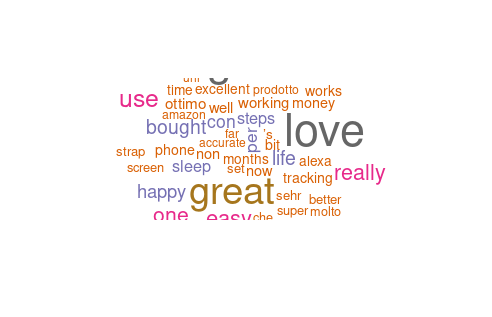 time excellent prodotto works
use ottimo well working money
amazon
bought con steps love
far 's
accurate per bit
strap phone non months life alexa
screen sleep set now really
tracking
happy great sehr better
super molto
one easy che